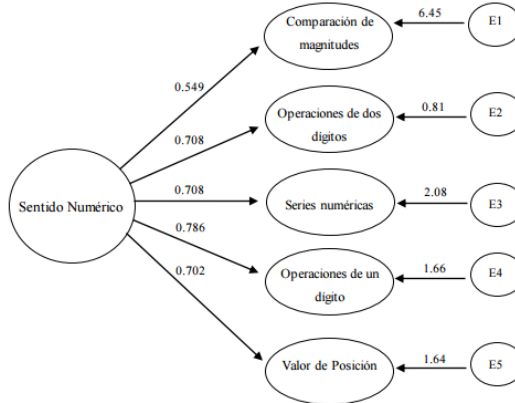 Comparación de
magnitudes
6.45
E1
0.549
Operaciones de dos
dígitos
0.81
E2
0.708
Sentido Numérico
0.708
Series numéricas
2.08
E3
0.786
Operaciones de un
dígito
1.66
E4
0.702
Valor de Posición
1.64
E5